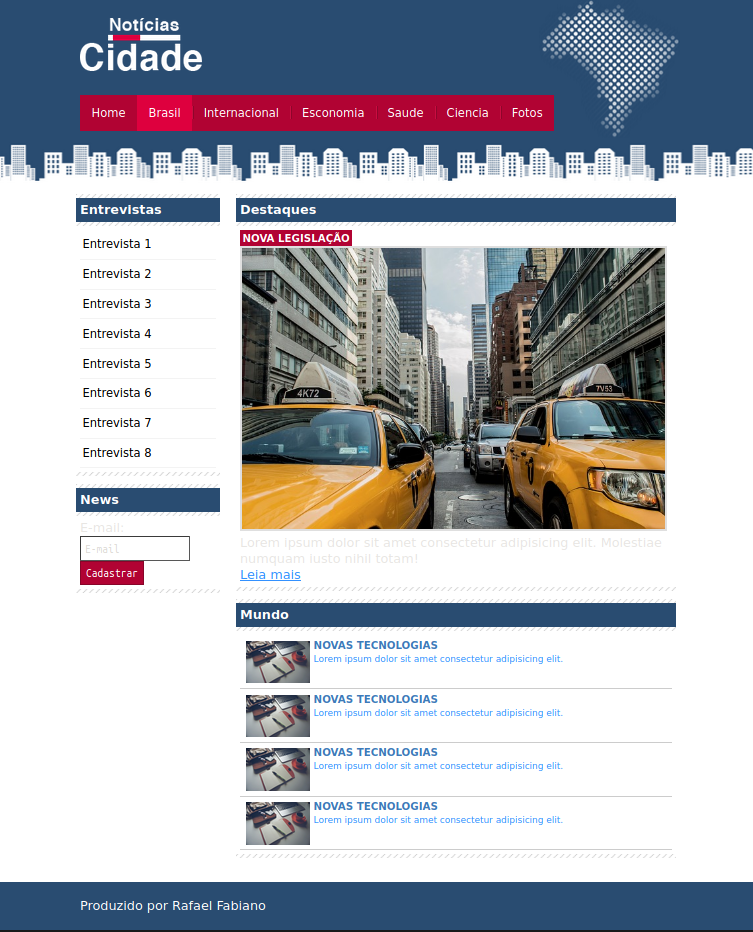 Notícias
Cidade
Home Brasil Internacional Esconomia Saude Ciencia Fotos
Entrevistas
Entrevista 1
Entrevista 2
Entrevista 3
Entrevista 4
Entrevista 5
Entrevista 6
Entrevista 7
Entrevista 8
News
E-mail:
E-mail
Cadastrar
Destaques
NOVA LEGISLAÇÃO
4K72
7V53
Lorem ipsum dolor sit amet consectetur adipisicing elit. Molestiae
numquam iusto nihil totam!
Leia mais
Mundo
NOVAS TECNOLOGIAS
Lorem ipsum dolor sit amet consectetur adipisicing elit.
NOVAS TECNOLOGIAS
Lorem ipsum dolor sit amet consectetur adipisicing elit.
NOVAS TECNOLOGIAS
Lorem ipsum dolor sit amet consectetur adipisicing elit.
NOVAS TECNOLOGIAS
Lorem ipsum dolor sit amet consectetur adipisicing elit.
Produzido por Rafael Fabiano